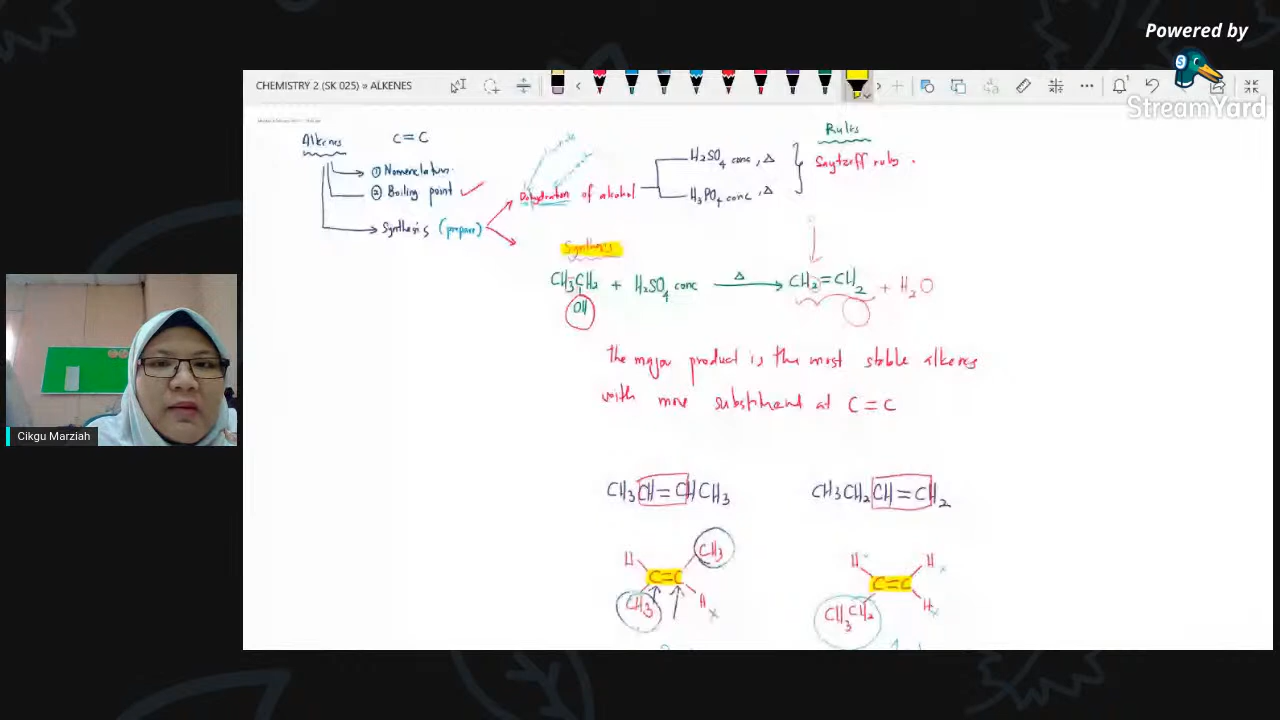 Powered by
StreamYard
CHEMISTRY 2 (SK 025) » ALKENES
Alkenes C=C
① Nomenclature
② Boiling point
Synthesis (prepare)
Dehydration of alcohol
H2SO4 conc, Δ
H3PO4 conc, Δ
Rules
Saytzeff rules.
Synthesis
CH3CH2 + H2SO4 conc Δ CH2=CH2 + H2O
OH
The major product is the most stable alkenes
with more substituent at C=C
CH3CH=CHCH3 CH3CH2CH=CH2
H CH3
C=C
CH3 H
H H
C=C
CH3CH2 H
Cikgu Marziah